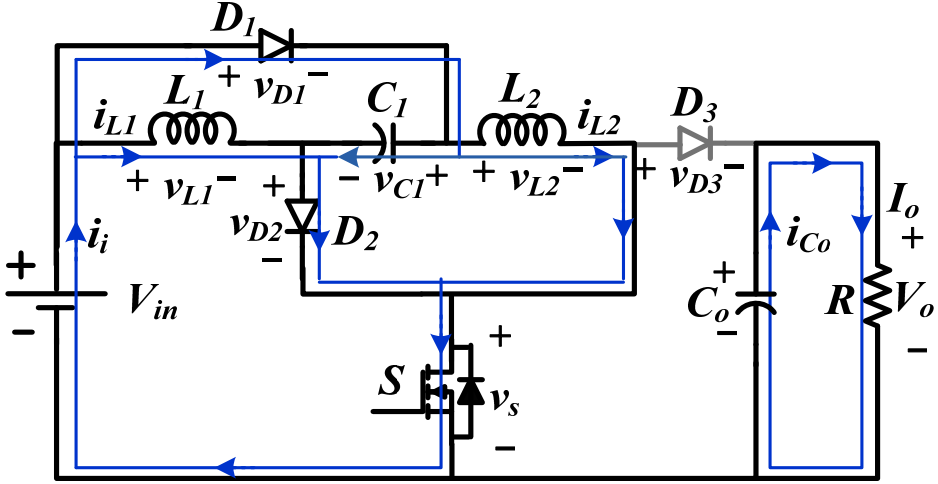 D1
+ vD1 −
iL1 L1 C1 L2 iL2 D3
+ vL1 − − vC1 + + vL2 − + vD3 −
+ vD2 − D2
ii
iCo
Io
+ Vin −
+ Co −
R
+ Vo −
S
+ vs −